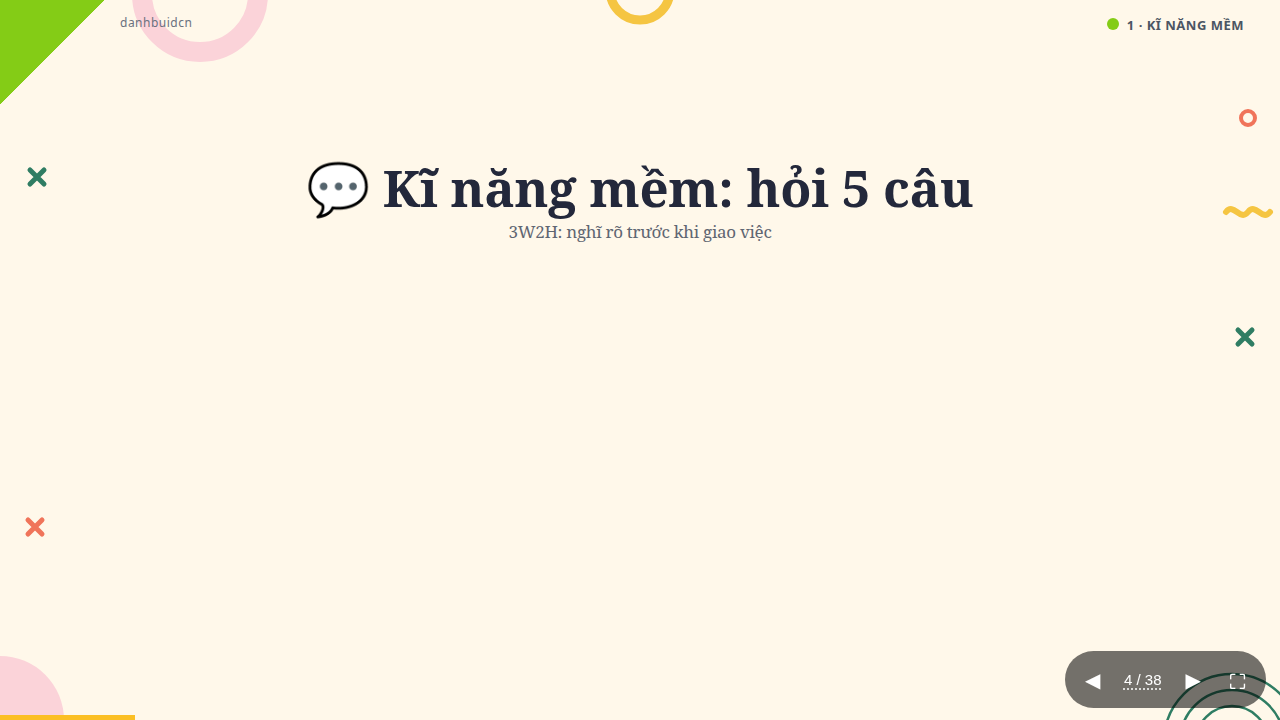 danhbuidcn
1 · KĨ NĂNG MỀM
💬 Kĩ năng mềm: hỏi 5 câu
3W2H: nghĩ rõ trước khi giao việc
4 / 38